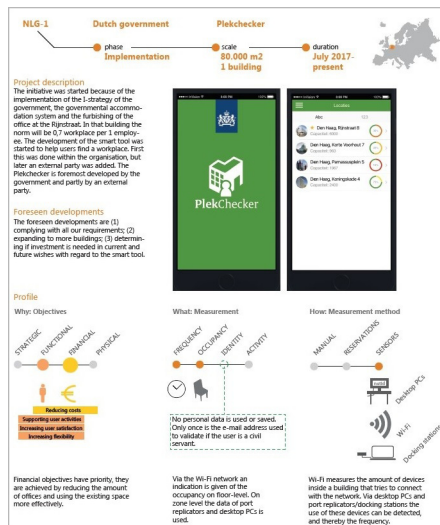 NLG-1
Dutch government
Plekchecker
phase
Implementation
scale
80.000 m2
1 building
duration
July 2017-
present
Project description
The initiative was started because of the
implementation of the I-strategy of the
government, the governmental accommo-
dation system and the furbishing of the
office at the Rijnstraat. In that building the
norm will be 0,7 workplace per 1 employ-
ee. The development of the smart tool was
started to help users find a workplace. First
this was done within the organisation, but
later an external party was added. The
Plekchecker is foremost developed by the
government and partly by an external
party.
Foreseen developments
The foreseen developments are (1)
complying with all our requirements; (2)
expanding to more buildings; (3) determin-
ing if investment is needed in current and
future wishes with regard to the smart tool.
PlekChecker
Locaties
Abc
Den Haag, Rijnstraat 8
Den Haag, Korte Voorhout 7
Den Haag, Parnassusplein 5
Den Haag, Koningskade 4
Profile
Why: Objectives
What: Measurement
How: Measurement method
STRATEGIC
FUNCTIONAL
FINANCIAL
PHYSICAL
FREQUENCY
OCCUPANCY
IDENTITY
ACTIVITY
MANUAL
RESERVATIONS
SENSORS
Reducing costs
Supporting user activities
Increasing user satisfaction
Increasing flexibility
No personal data is used or saved.
Only once is the e-mail address used
to validate if the user is a civil
servant.
Desktop PCs
Wi-Fi
Docking stations
Financial objectives have priority, they
are achieved by reducing the amount
of offices and using the existing space
more effectively.
Via the Wi-Fi network an
indication is given of the
occupancy on floor-level. On
zone level the data of port
replicators and desktop PCs is
used.
Wi-Fi measures the amount of devices
inside a building that tries to connect
with the network. Via desktop PCs and
port replicators/docking stations the
use of these devices can be detected,
and thereby the frequency.